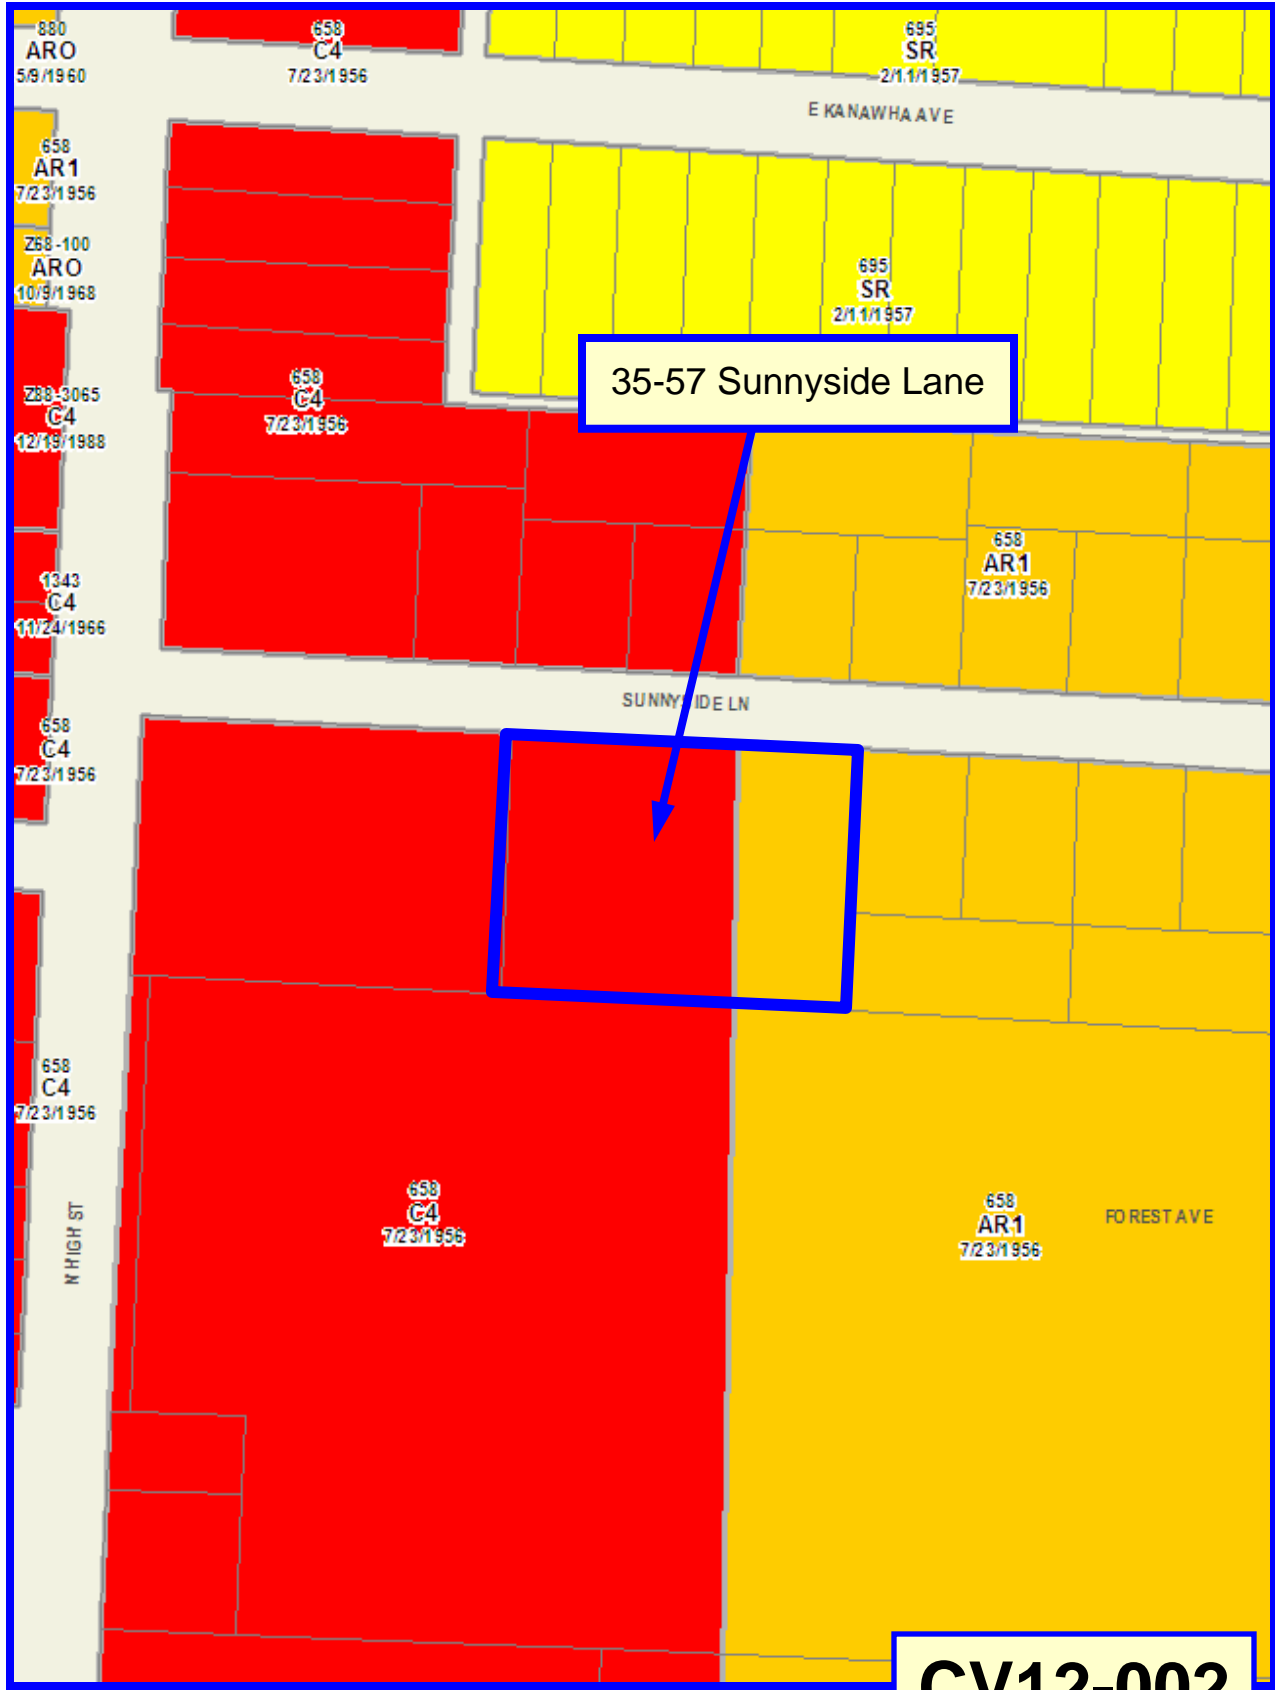 880
ARO
5/9/1960
658
C4
7/23/1956
695
SR
2/11/1957
E KANAWHA AVE
658
AR1
7/23/1956
Z68-100
ARO
10/9/1968
695
SR
2/11/1957
35-57 Sunnyside Lane
658
C4
7/23/1956
Z88-3065
C4
12/19/1988
658
AR1
7/23/1956
1343
C4
11/24/1966
SUNNYSIDE LN
658
C4
7/23/1956
658
C4
7/23/1956
658
C4
7/23/1956
658
AR1
7/23/1956
FOREST AVE
N HIGH ST
CV12-002